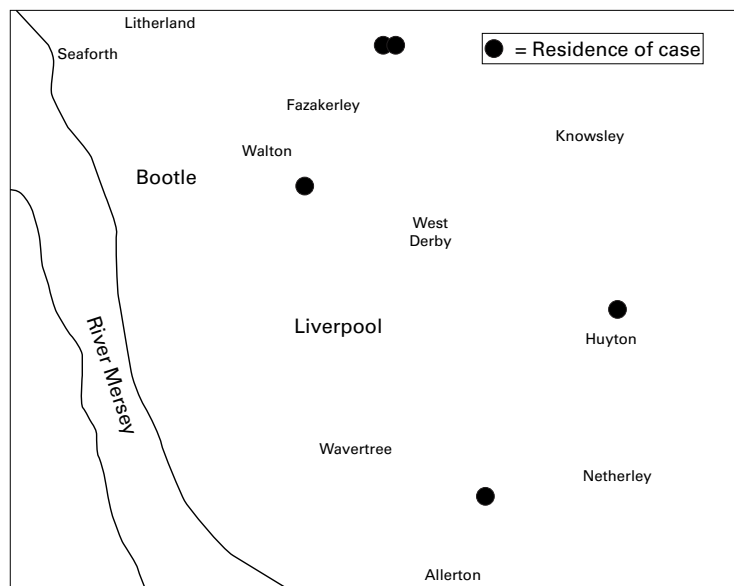 Litherland
Seaforth
= Residence of case
Fazakerley
Knowsley
Walton
Bootle
West
Derby
Liverpool
River Mersey
Huyton
Wavertree
Netherley
Allerton